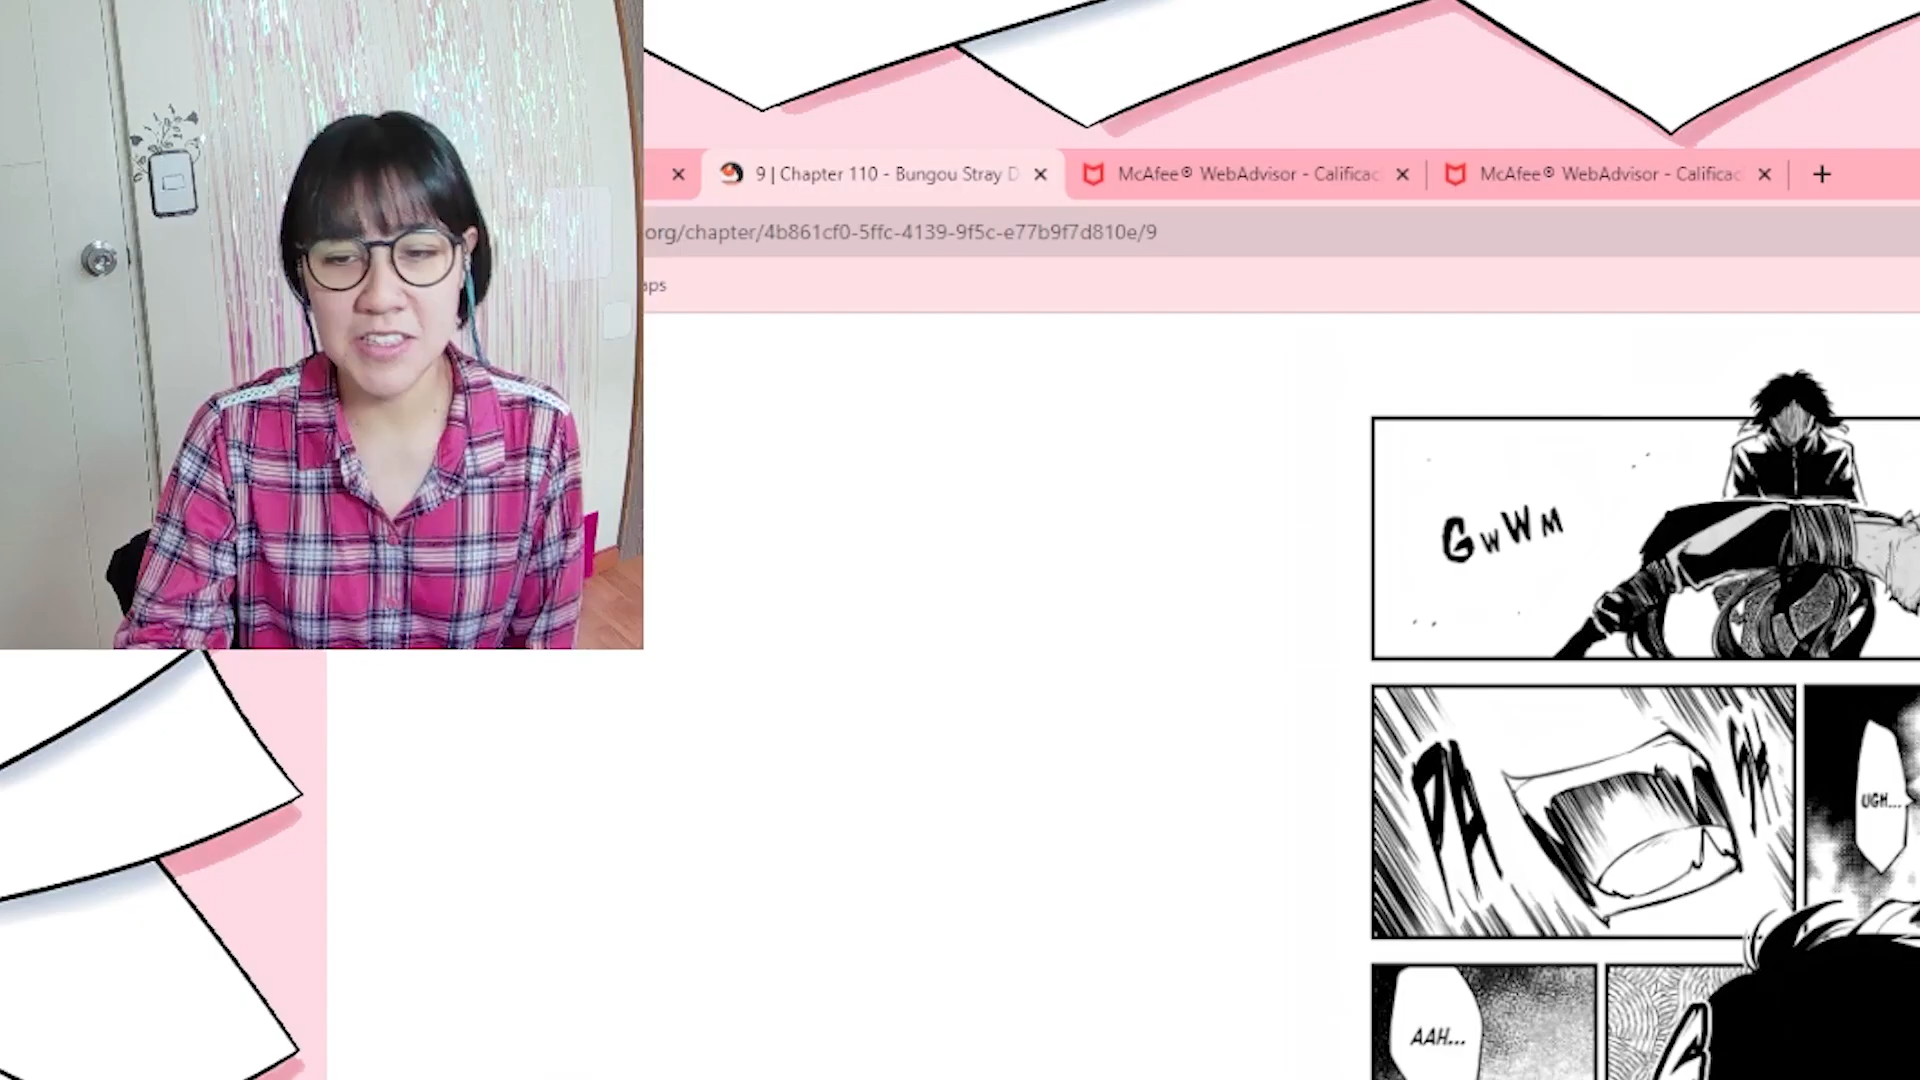 9 | Chapter 110 - Bungou Stray D
McAfee® WebAdvisor - Calificac
McAfee® WebAdvisor - Calificac
org/chapter/4b861cf0-5ffc-4139-9f5c-e77b9f7d810e/9
aps
GWWM
UGH...
AAH...